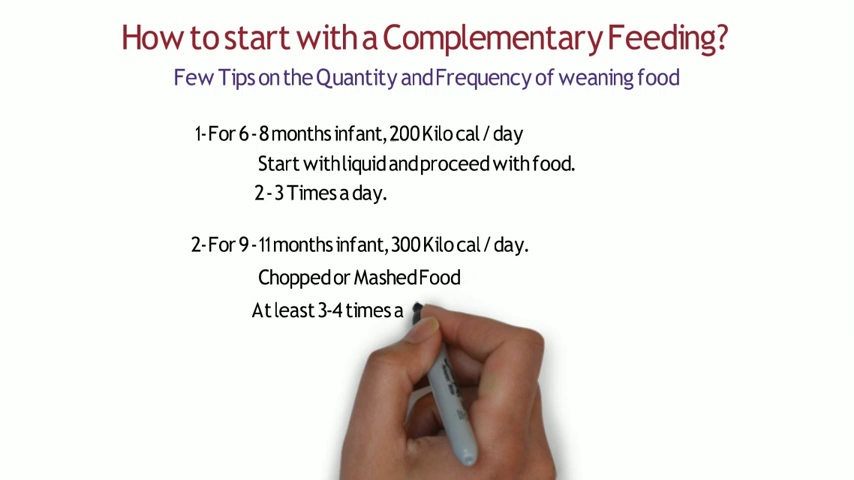 How to start with a Complementary Feeding?
Few Tips on the Quantity and Frequency of weaning food
1- For 6 - 8 months infant, 200 Kilo cal / day
Start with liquid and proceed with food.
2 - 3 Times a day.
2- For 9 - 11 months infant, 300 Kilo cal / day.
Chopped or Mashed Food
At least 3-4 times a